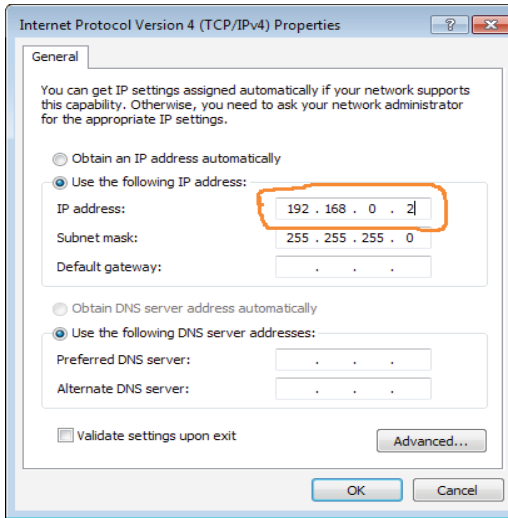 Internet Protocol Version 4 (TCP/IPv4) Properties
General
You can get IP settings assigned automatically if your network supports
this capability. Otherwise, you need to ask your network administrator
for the appropriate IP settings.
Obtain an IP address automatically
Use the following IP address:
IP address: 192 . 168 . 0 . 2
Subnet mask: 255 . 255 . 255 . 0
Default gateway: . . .
Obtain DNS server address automatically
Use the following DNS server addresses:
Preferred DNS server: . . .
Alternate DNS server: . . .
Validate settings upon exit
Advanced...
OK Cancel